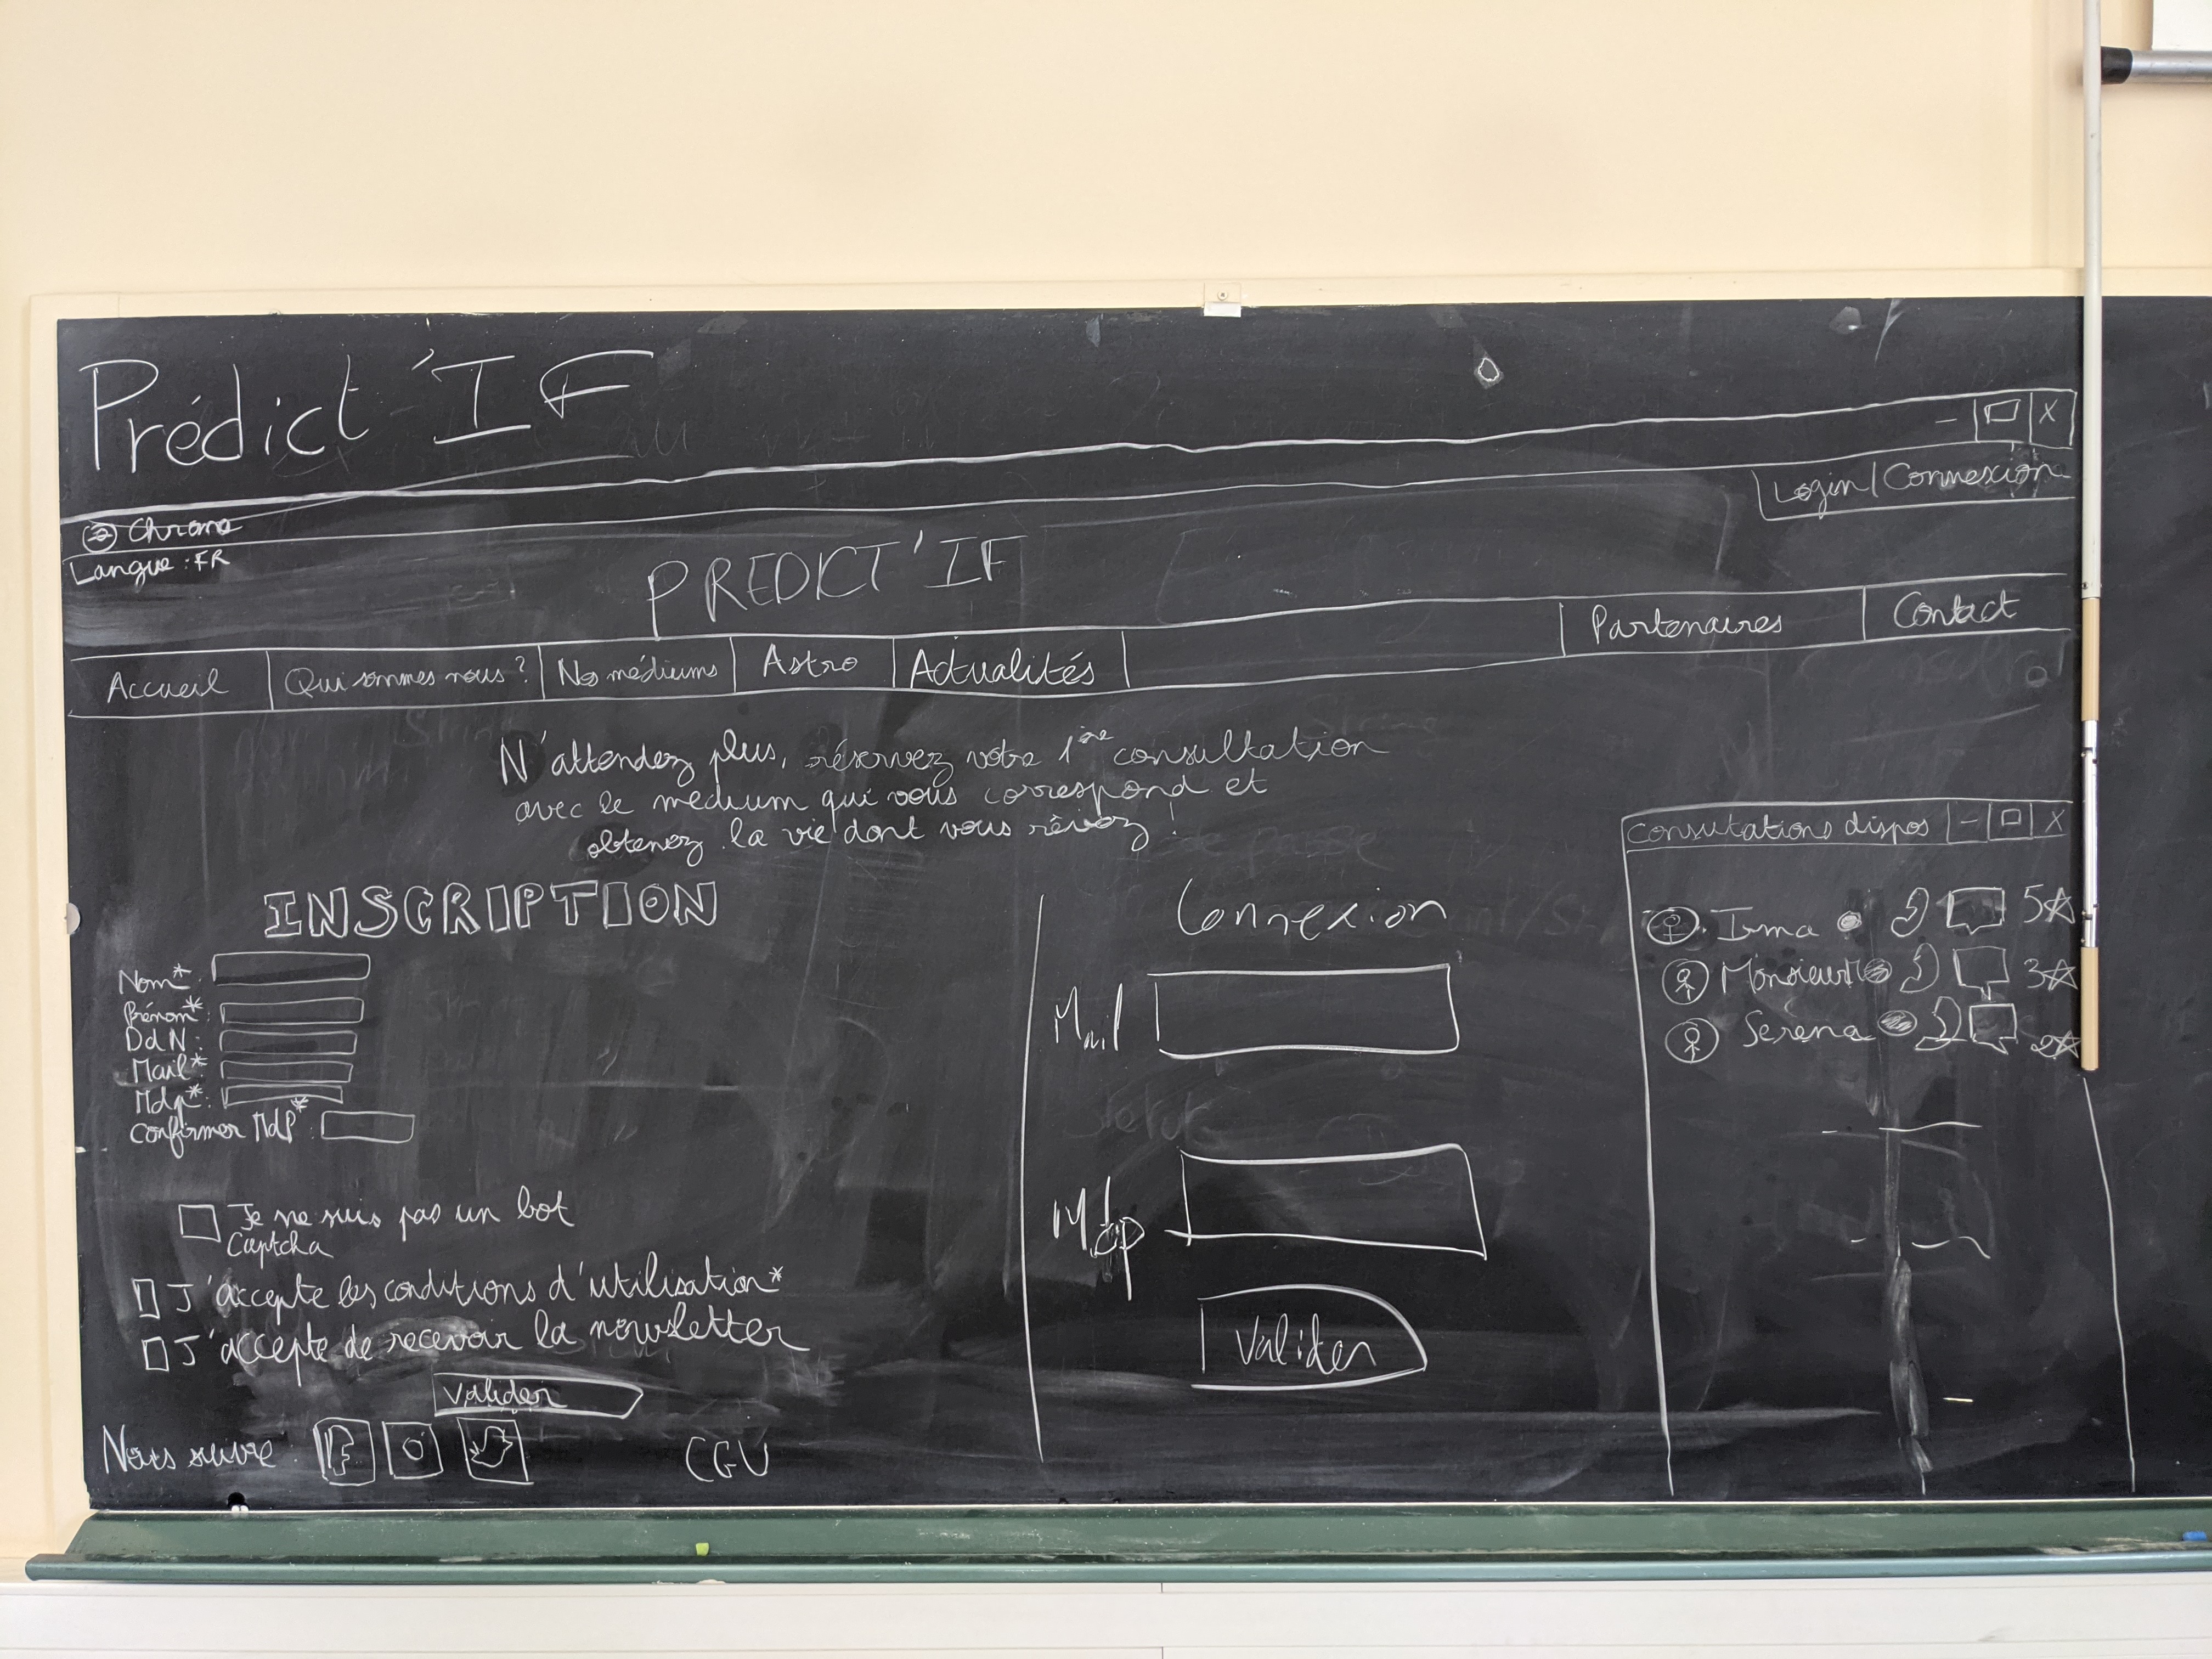 Prédict'IF
X
Login/Connexion
Chrome
Langue : FR
PREDICT'IF
Accueil
Qui sommes nous ?
Nos médiums
Astro
Actualités
Partenaires
Contact
N'attendez plus, réservez votre 1ère consultation
avec le médium qui vous correspond et
obtenez la vie dont vous rêvez !
INSCRIPTION
Nom* :
Prénom* :
DdN :
Mail* :
Mdp* :
Confirmer MdP* :
Je ne suis pas un bot
Captcha
J'accepte les conditions d'utilisation*
J'accepte de recevoir la newsletter
Valider
Nous suivre :
CGU
Connexion
Mail
Mdp
Valider
Consultations dispos
X
Irma
5
Monsieur
3
Serena